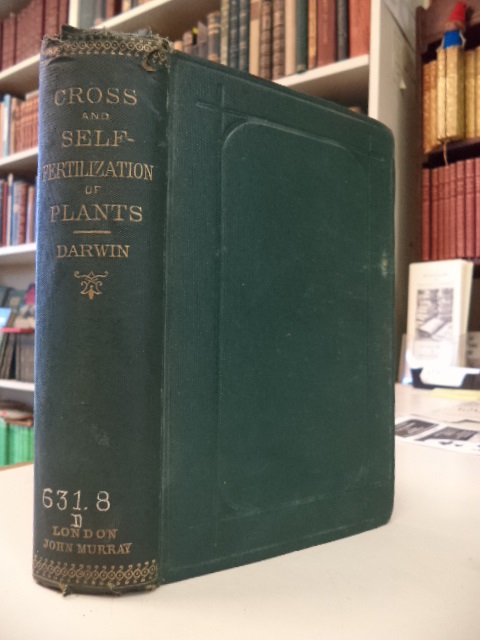 CROSS
AND
SELF-
FERTILIZATION
OF
PLANTS
DARWIN
631.8
D
LONDON
JOHN MURRAY